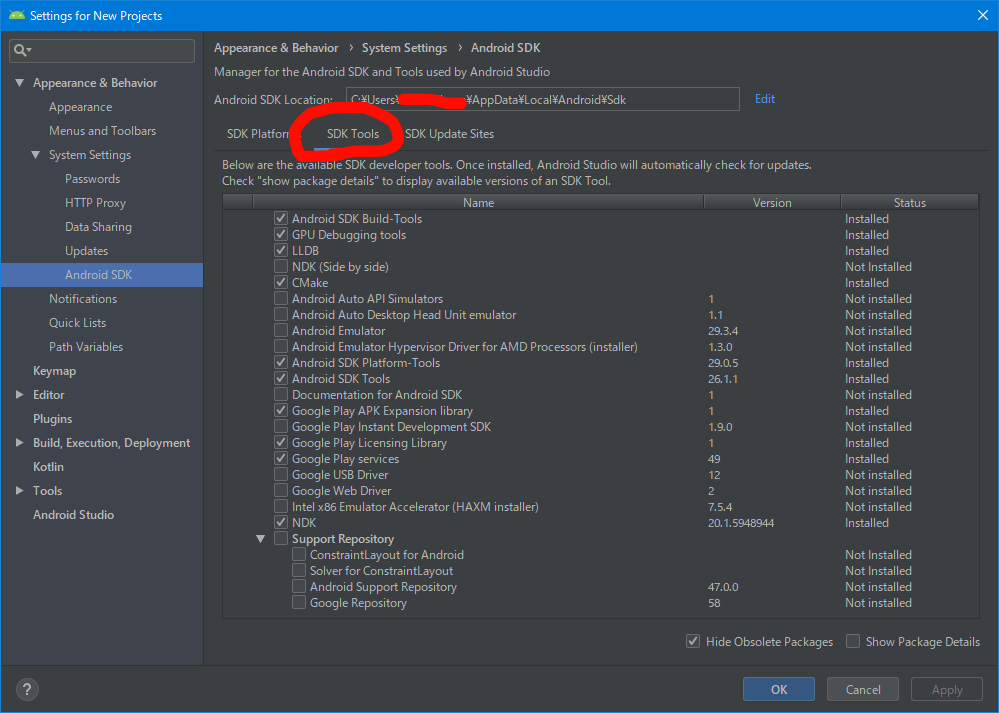 Settings for New Projects
Appearance & Behavior
Appearance
Menus and Toolbars
System Settings
Passwords
HTTP Proxy
Data Sharing
Updates
Android SDK
Notifications
Quick Lists
Path Variables
Keymap
Editor
Plugins
Build, Execution, Deployment
Kotlin
Tools
Android Studio
Appearance & Behavior › System Settings › Android SDK
Manager for the Android SDK and Tools used by Android Studio
Android SDK Location: C:¥Users¥ ¥AppData¥Local¥Android¥Sdk Edit
SDK Platforms SDK Tools SDK Update Sites
Below are the available SDK developer tools. Once installed, Android Studio will automatically check for updates.
Check "show package details" to display available versions of an SDK Tool.
Name Version Status
Android SDK Build-Tools Installed
GPU Debugging tools Installed
LLDB Installed
NDK (Side by side) Not Installed
CMake Installed
Android Auto API Simulators 1 Not installed
Android Auto Desktop Head Unit emulator 1.1 Not installed
Android Emulator 29.3.4 Not installed
Android Emulator Hypervisor Driver for AMD Processors (installer) 1.3.0 Not installed
Android SDK Platform-Tools 29.0.5 Installed
Android SDK Tools 26.1.1 Installed
Documentation for Android SDK 1 Not installed
Google Play APK Expansion library 1 Installed
Google Play Instant Development SDK 1.9.0 Not installed
Google Play Licensing Library 1 Installed
Google Play services 49 Installed
Google USB Driver 12 Not installed
Google Web Driver 2 Not installed
Intel x86 Emulator Accelerator (HAXM installer) 7.5.4 Not installed
NDK 20.1.5948944 Installed
Support Repository
ConstraintLayout for Android Not Installed
Solver for ConstraintLayout Not Installed
Android Support Repository 47.0.0 Not installed
Google Repository 58 Not installed
Hide Obsolete Packages Show Package Details
? OK Cancel Apply